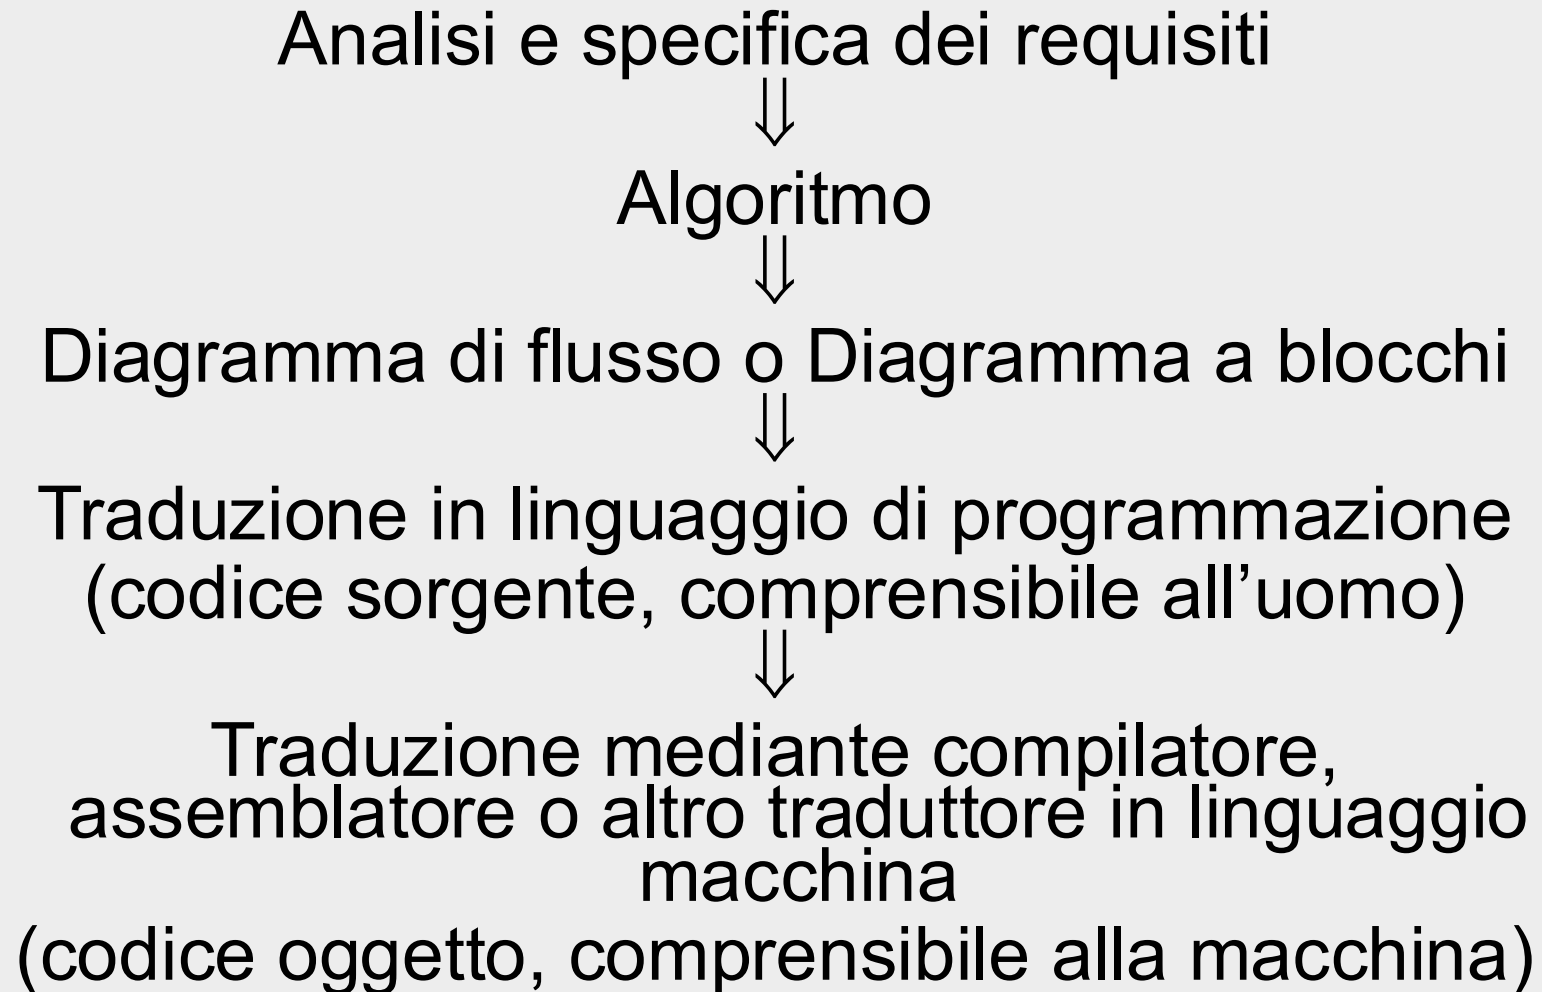 Analisi e specifica dei requisiti
⇓
Algoritmo
⇓
Diagramma di flusso o Diagramma a blocchi
⇓
Traduzione in linguaggio di programmazione
(codice sorgente, comprensibile all’uomo)
⇓
Traduzione mediante compilatore,
assemblatore o altro traduttore in linguaggio
macchina
(codice oggetto, comprensibile alla macchina)